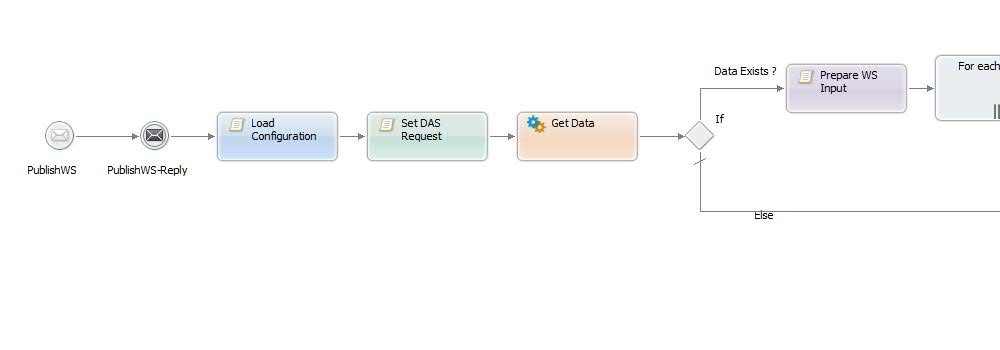 PublishWS
PublishWS-Reply
Load
Configuration
Set DAS
Request
Get Data
Data Exists ?
If
Else
Prepare WS
Input
For each